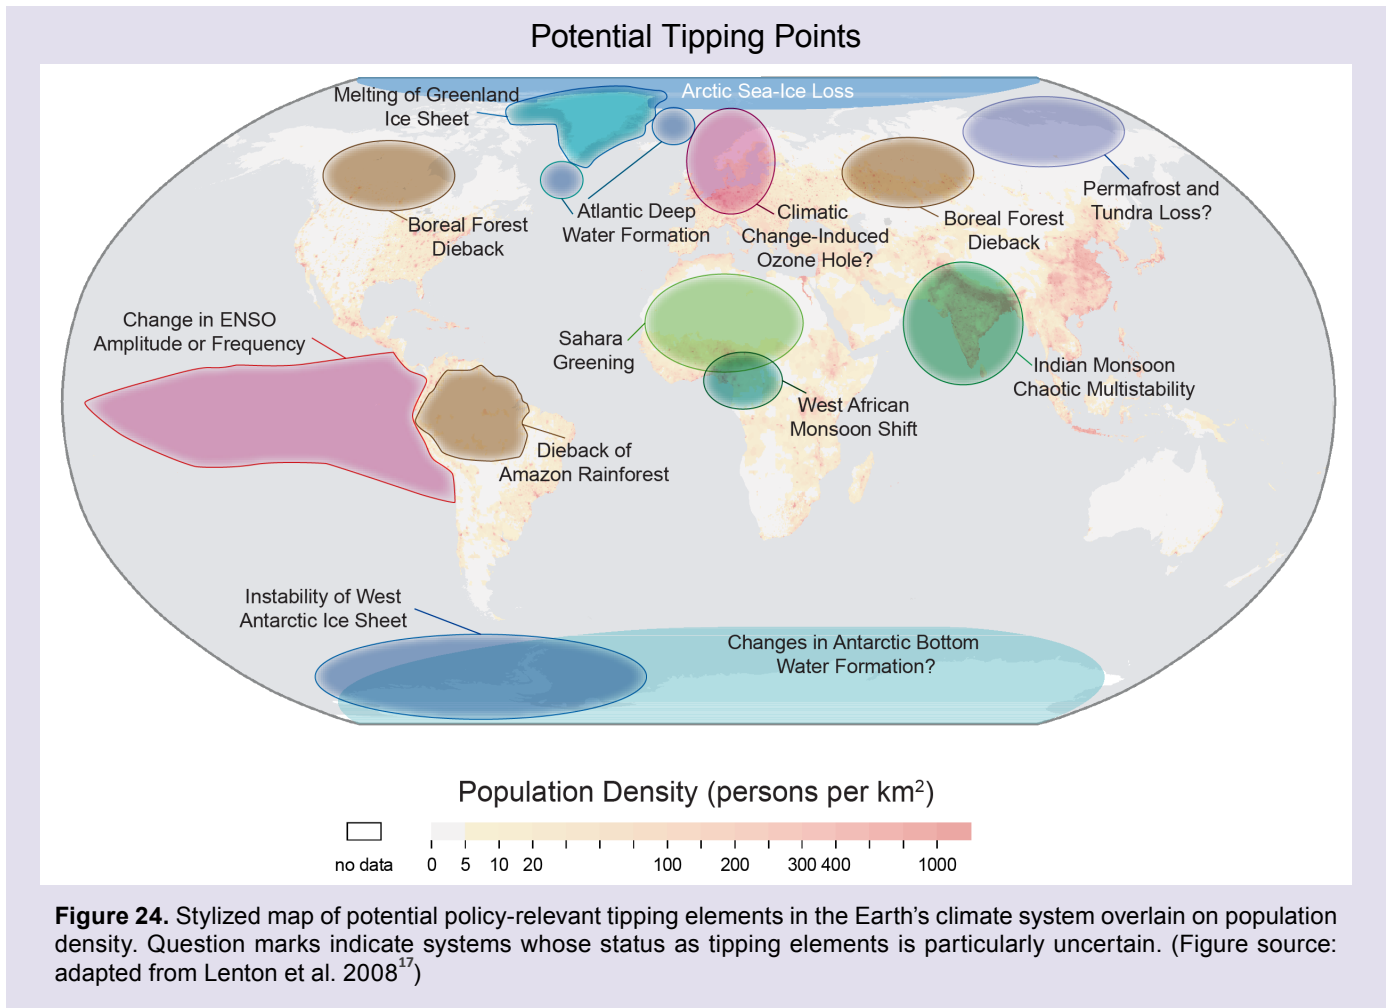 Potential Tipping Points
Arctic Sea-Ice Loss
Melting of Greenland
Ice Sheet
Permafrost and
Tundra Loss?
Boreal Forest
Dieback
Atlantic Deep
Water Formation
Climatic
Change-Induced
Ozone Hole?
Boreal Forest
Dieback
Change in ENSO
Amplitude or Frequency
Sahara
Greening
Indian Monsoon
Chaotic Multistability
West African
Monsoon Shift
Dieback of
Amazon Rainforest
Instability of West
Antarctic Ice Sheet
Changes in Antarctic Bottom
Water Formation?
Population Density (persons per km²)
no data 0 5 10 20 100 200 300 400 1000
Figure 24. Stylized map of potential policy-relevant tipping elements in the Earth’s climate system overlain on population
density. Question marks indicate systems whose status as tipping elements is particularly uncertain. (Figure source:
adapted from Lenton et al. 2008¹⁷)